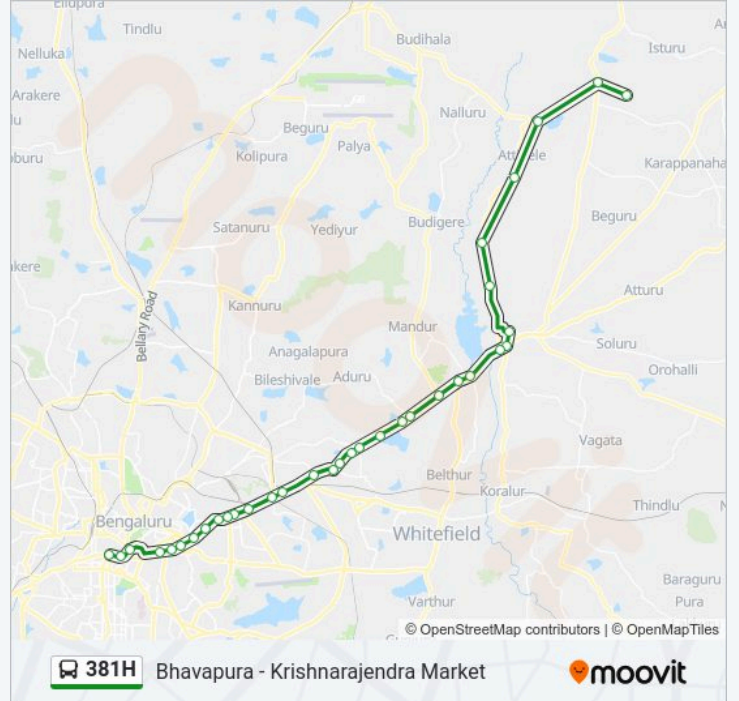 Tindlu
Budihala
Isturu
Nelluka
Arakere
Nalluru
Beguru
Palya
Kolipura
Karappanaha
Satanuru
Yediyur
Budigere
Beguru
Kannuru
Atturu
Bellary Road
Mandur
Anagalapura
Soluru
Bileshivale
Aduru
Orohalli
Vagata
Belthur
Koralur
Thindlu
Bengaluru
Whitefield
Baraguru
Pura
Varthur
© OpenStreetMap contributors | © OpenMapTiles
381H Bhavapura - Krishnarajendra Market moovit